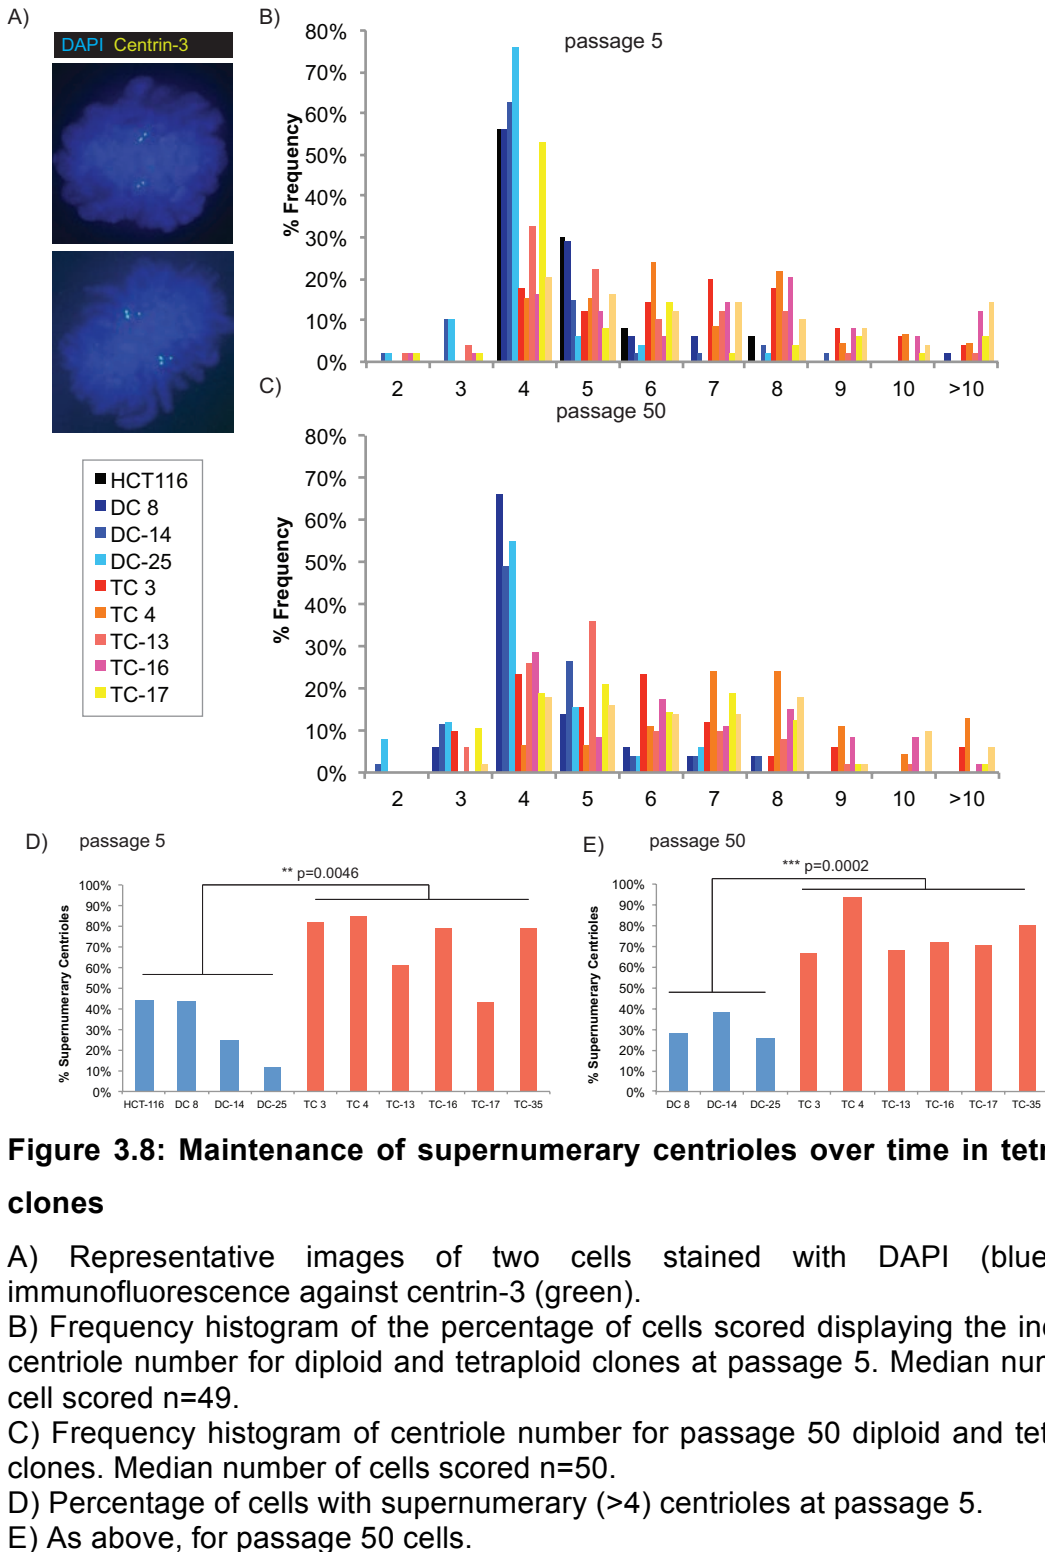 A)
DAPI Centrin-3
B)
passage 5
80%
70%
60%
50%
40%
30%
20%
10%
0%
% Frequency
2 3 4 5 6 7 8 9 10 >10
C)
passage 50
80%
70%
60%
50%
40%
30%
20%
10%
0%
% Frequency
2 3 4 5 6 7 8 9 10 >10
HCT116
DC 8
DC-14
DC-25
TC 3
TC 4
TC-13
TC-16
TC-17
D) passage 5
** p=0.0046
100%
90%
80%
70%
60%
50%
40%
30%
20%
10%
0%
% Supernumerary Centrioles
HCT-116 DC 8 DC-14 DC-25 TC 3 TC 4 TC-13 TC-16 TC-17 TC-35
E) passage 50
*** p=0.0002
100%
90%
80%
70%
60%
50%
40%
30%
20%
10%
0%
% Supernumerary Centrioles
DC 8 DC-14 DC-25 TC 3 TC 4 TC-13 TC-16 TC-17 TC-35
Figure 3.8: Maintenance of supernumerary centrioles over time in tetr
clones
A) Representative images of two cells stained with DAPI (blue
immunofluorescence against centrin-3 (green).
B) Frequency histogram of the percentage of cells scored displaying the ind
centriole number for diploid and tetraploid clones at passage 5. Median num
cell scored n=49.
C) Frequency histogram of centriole number for passage 50 diploid and tet
clones. Median number of cells scored n=50.
D) Percentage of cells with supernumerary (>4) centrioles at passage 5.
E) As above, for passage 50 cells.